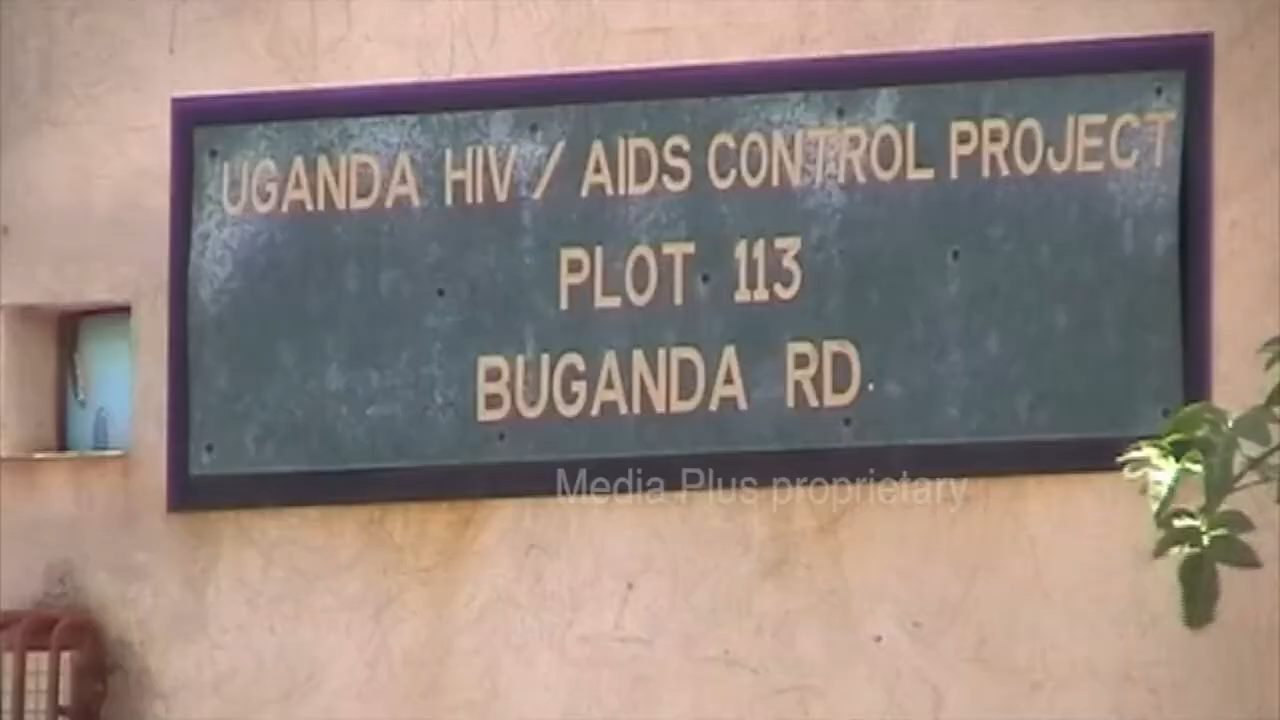 UGANDA HIV / AIDS CONTROL PROJECT
PLOT 113
BUGANDA RD.
Media Plus proprietary